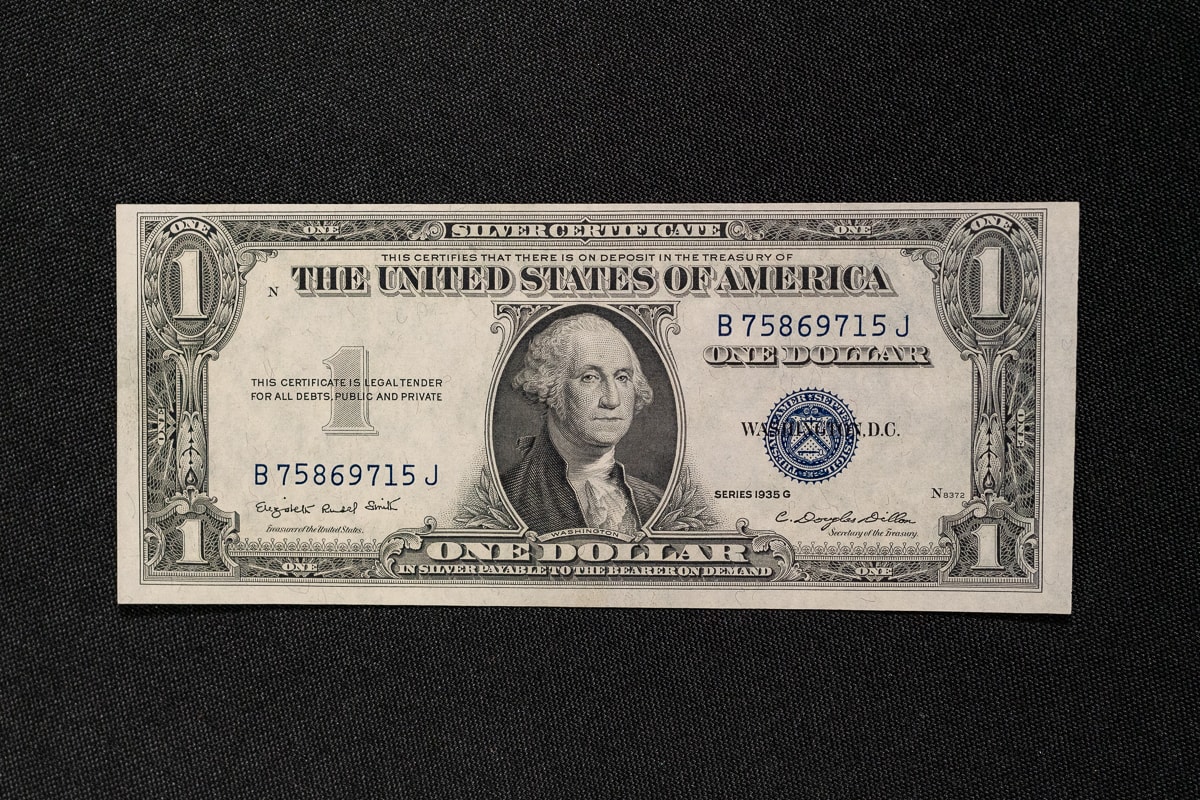 ONE
ONE
SILVER CERTIFICATE
ONE
ONE
1
1
THIS CERTIFIES THAT THERE IS ON DEPOSIT IN THE TREASURY OF
THE UNITED STATES OF AMERICA
N
B 75869715 J
ONE DOLLAR
1
THIS CERTIFICATE IS LEGAL TENDER
FOR ALL DEBTS, PUBLIC AND PRIVATE
WASHINGTON, D.C.
ONE
ONE
B 75869715 J
SERIES 1935 G
N 8372
Elizabeth Rudel Smith
Treasurer of the United States.
C. Douglas Dillon
Secretary of the Treasury.
WASHINGTON
1
1
ONE DOLLAR
ONE
IN SILVER PAYABLE TO THE BEARER ON DEMAND
ONE